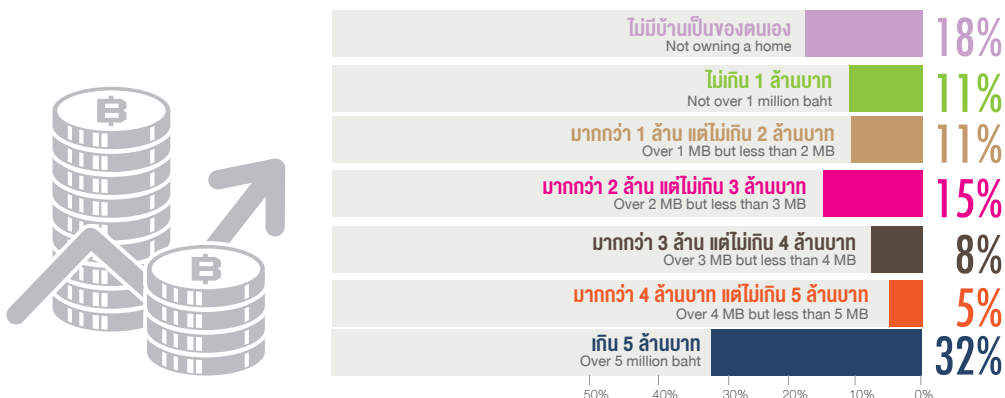 ฿
฿
ไม่มีบ้านเป็นของตนเอง
Not owning a home
18%
ไม่เกิน 1 ล้านบาท
Not over 1 million baht
11%
มากกว่า 1 ล้าน แต่ไม่เกิน 2 ล้านบาท
Over 1 MB but less than 2 MB
11%
มากกว่า 2 ล้าน แต่ไม่เกิน 3 ล้านบาท
Over 2 MB but less than 3 MB
15%
มากกว่า 3 ล้าน แต่ไม่เกิน 4 ล้านบาท
Over 3 MB but less than 4 MB
8%
มากกว่า 4 ล้านบาท แต่ไม่เกิน 5 ล้านบาท
Over 4 MB but less than 5 MB
5%
เกิน 5 ล้านบาท
Over 5 million baht
32%
50% 40% 30% 20% 10% 0%